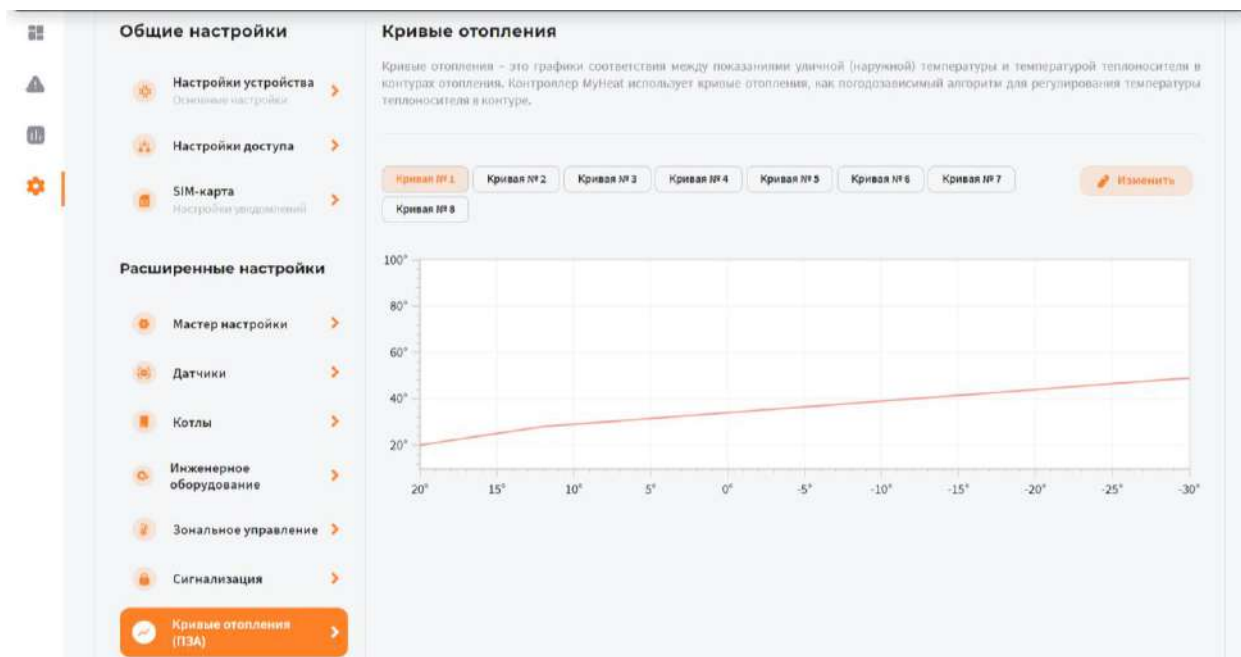 Общие настройки
Настройки устройства
Основные настройки
Настройки доступа
SIM-карта
Настройки уведомлений
Расширенные настройки
Мастер настройки
Датчики
Котлы
Инженерное
оборудование
Зональное управление
Сигнализация
Кривые отопления
(ПЗА)
Кривые отопления
Кривые отопления – это графики соответствия между показаниями уличной (наружной) температуры и температурой теплоносителя в
контурах отопления. Контроллер MyHeat использует кривые отопления, как погодозависимый алгоритм для регулирования температуры
теплоносителя в контуре.
Кривая № 1 Кривая № 2 Кривая № 3 Кривая № 4 Кривая № 5 Кривая № 6 Кривая № 7 Изменить
Кривая № 8
100°
80°
60°
40°
20°
20° 15° 10° 5° 0° -5° -10° -15° -20° -25° -30°